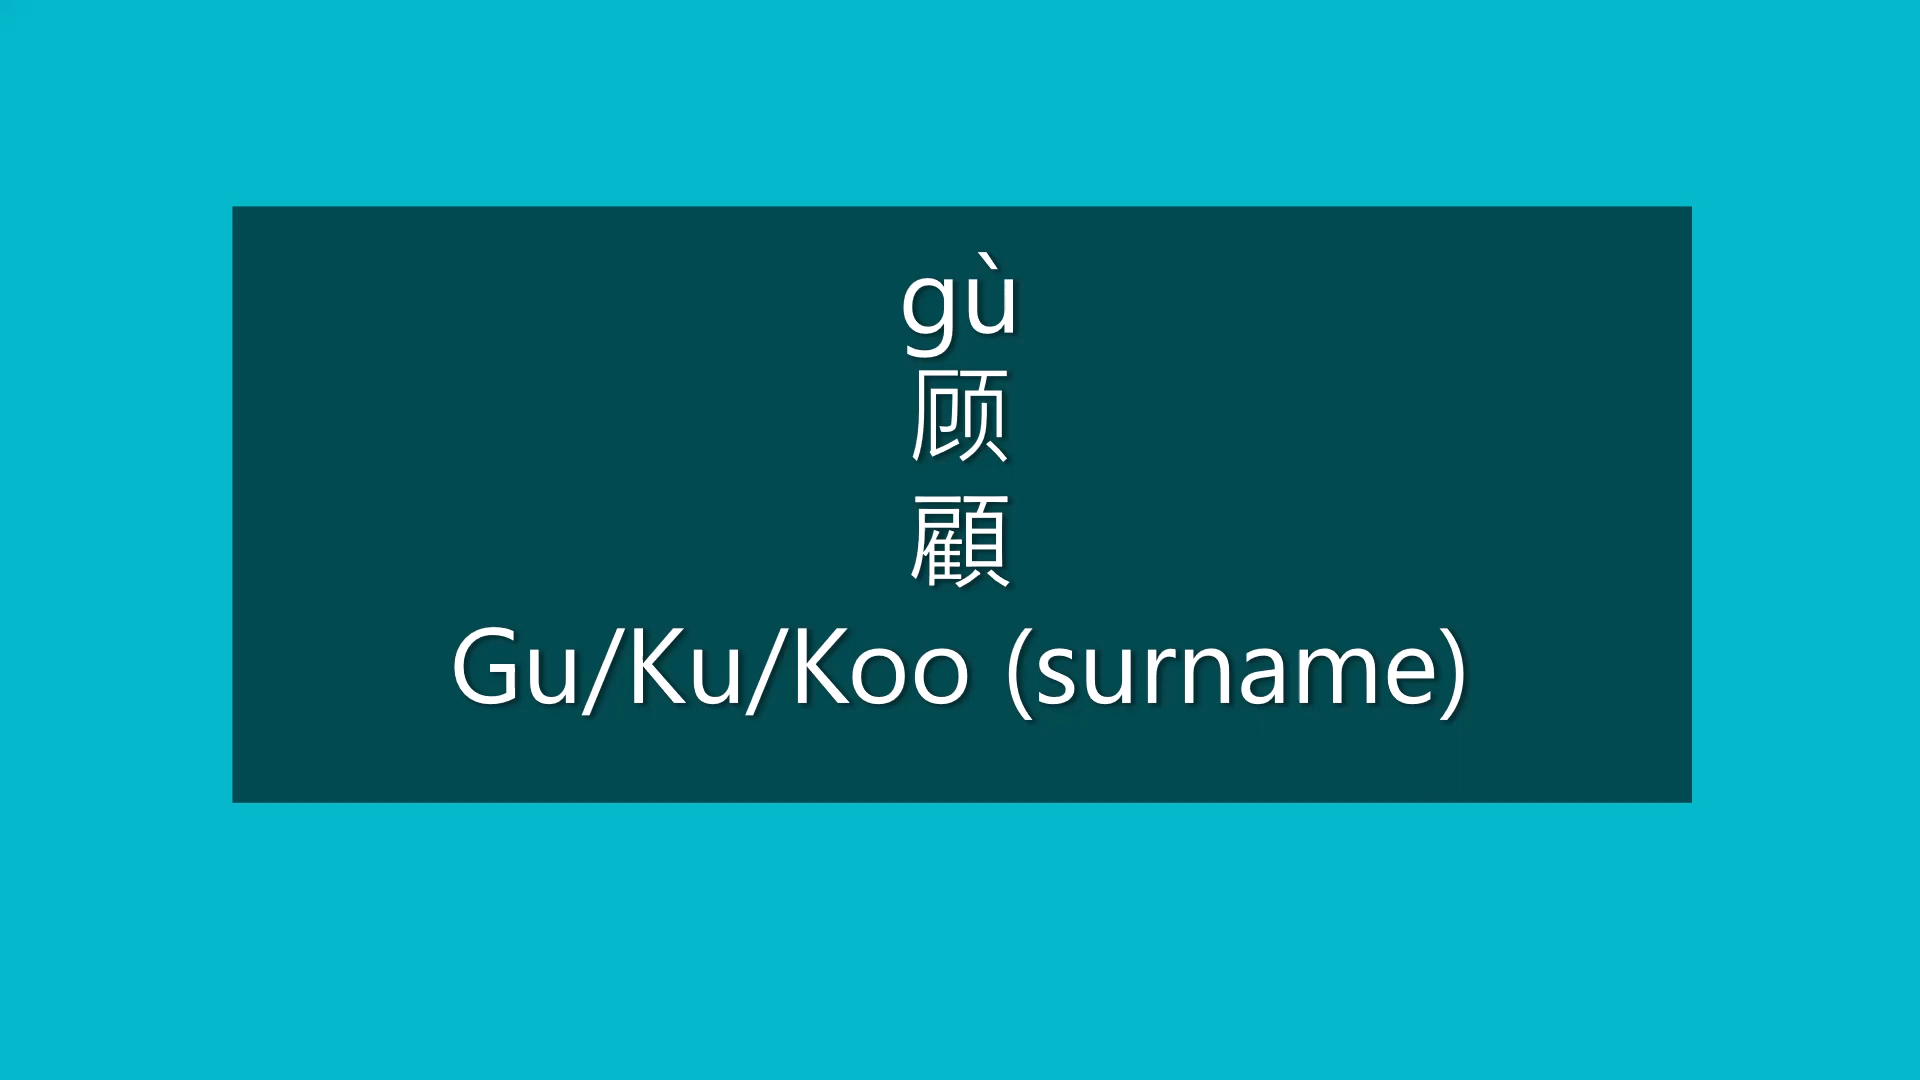 gù
顾
顧
Gu/Ku/Koo (surname)